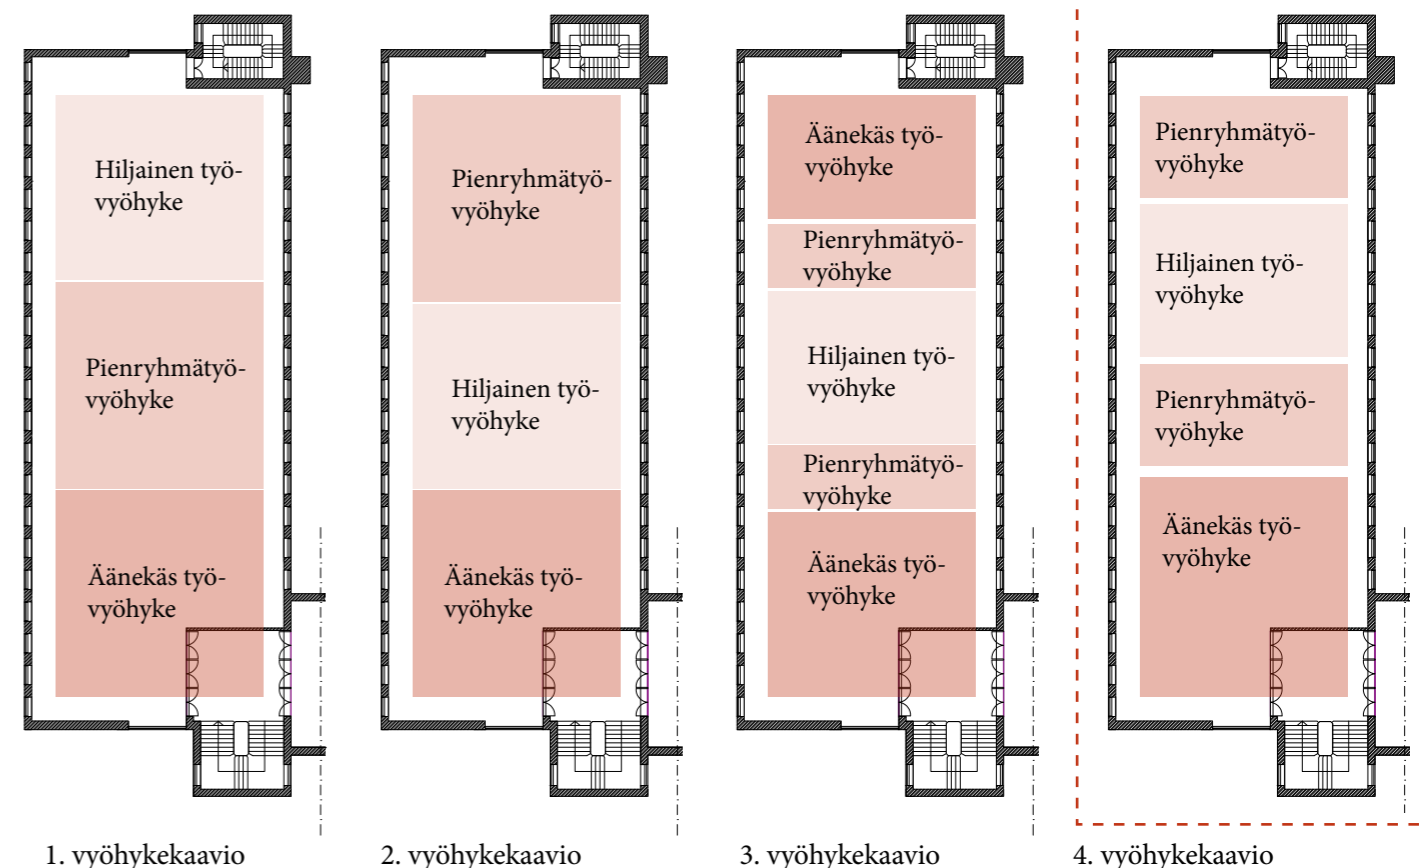 Hiljainen työ-
vyöhyke
Pienryhmätyö-
vyöhyke
Äänekäs työ-
vyöhyke
1. vyöhykekaavio
Pienryhmätyö-
vyöhyke
Hiljainen työ-
vyöhyke
Äänekäs työ-
vyöhyke
2. vyöhykekaavio
Äänekäs työ-
vyöhyke
Pienryhmätyö-
vyöhyke
Hiljainen työ-
vyöhyke
Pienryhmätyö-
vyöhyke
Äänekäs työ-
vyöhyke
3. vyöhykekaavio
Pienryhmätyö-
vyöhyke
Hiljainen työ-
vyöhyke
Pienryhmätyö-
vyöhyke
Äänekäs työ-
vyöhyke
4. vyöhykekaavio